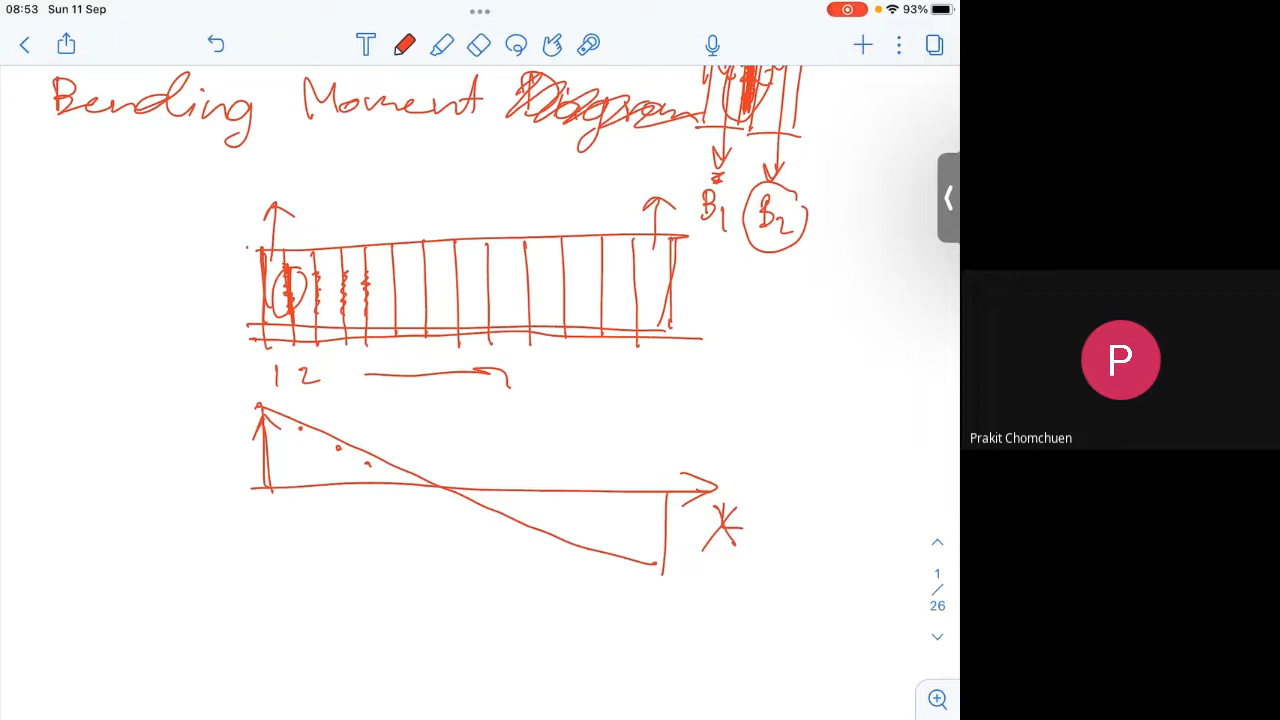 08:53 Sun 11 Sep
93%
T
Bending Moment Diagram
B1 B2
1 2
x
1
/
26
P
Prakit Chomchuen